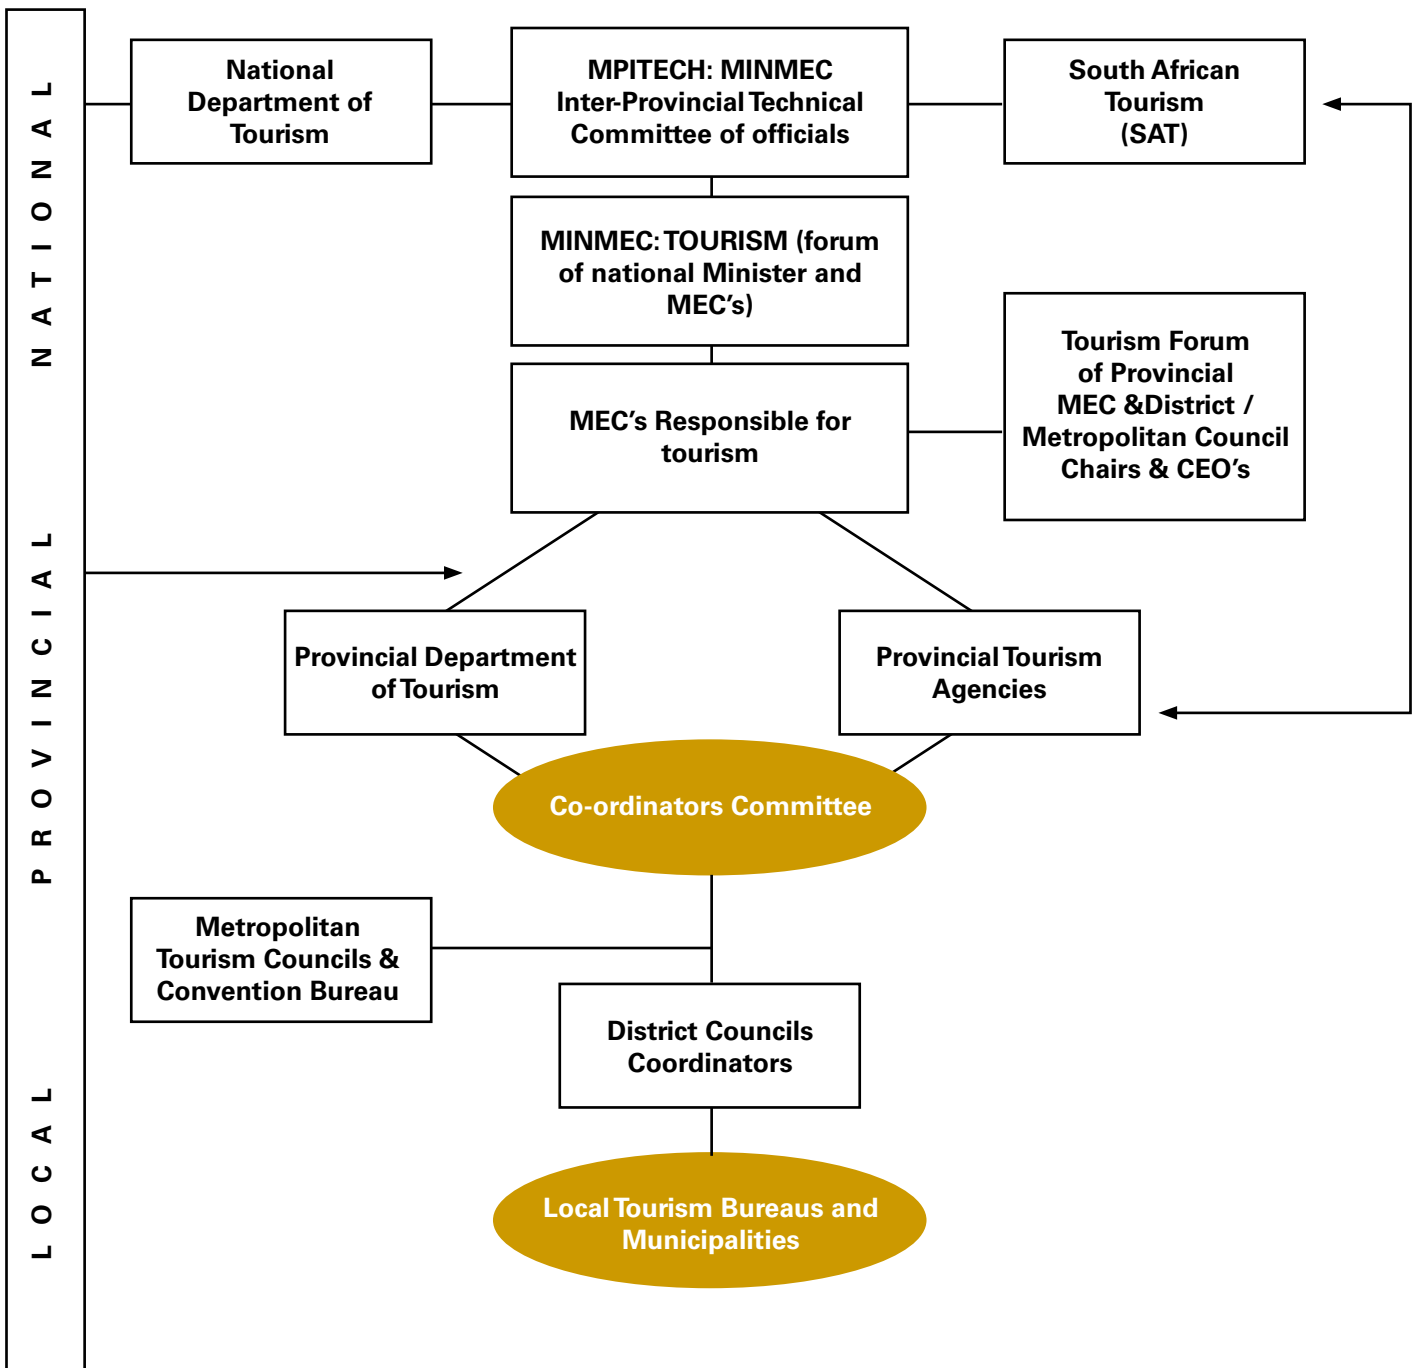 NATIONAL
PROVINCIAL
LOCAL
National
Department of
Tourism
MPITECH: MINMEC
Inter-Provincial Technical
Committee of officials
South African
Tourism
(SAT)
MINMEC: TOURISM (forum
of national Minister and
MEC's)
MEC's Responsible for
tourism
Tourism Forum
of Provincial
MEC &District /
Metropolitan Council
Chairs & CEO's
Provincial Department
of Tourism
Provincial Tourism
Agencies
Co-ordinators Committee
Metropolitan
Tourism Councils &
Convention Bureau
District Councils
Coordinators
Local Tourism Bureaus and
Municipalities